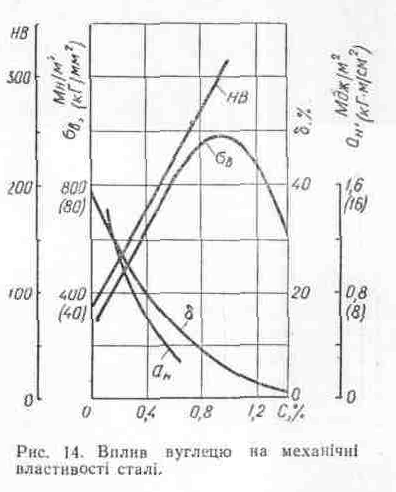 НВ
σв, Мн/м² (кГ/мм²)
300
200
100
0
800
(80)
400
(40)
НВ
σв
δ
aн
δ,%
40
20
0
aн, Мдж/м² (кГ·м/см²)
1,6
(16)
0,8
(8)
0
0 0,4 0,8 1,2 С,%
Рис. 14. Вплив вуглецю на механічні
властивості сталі.